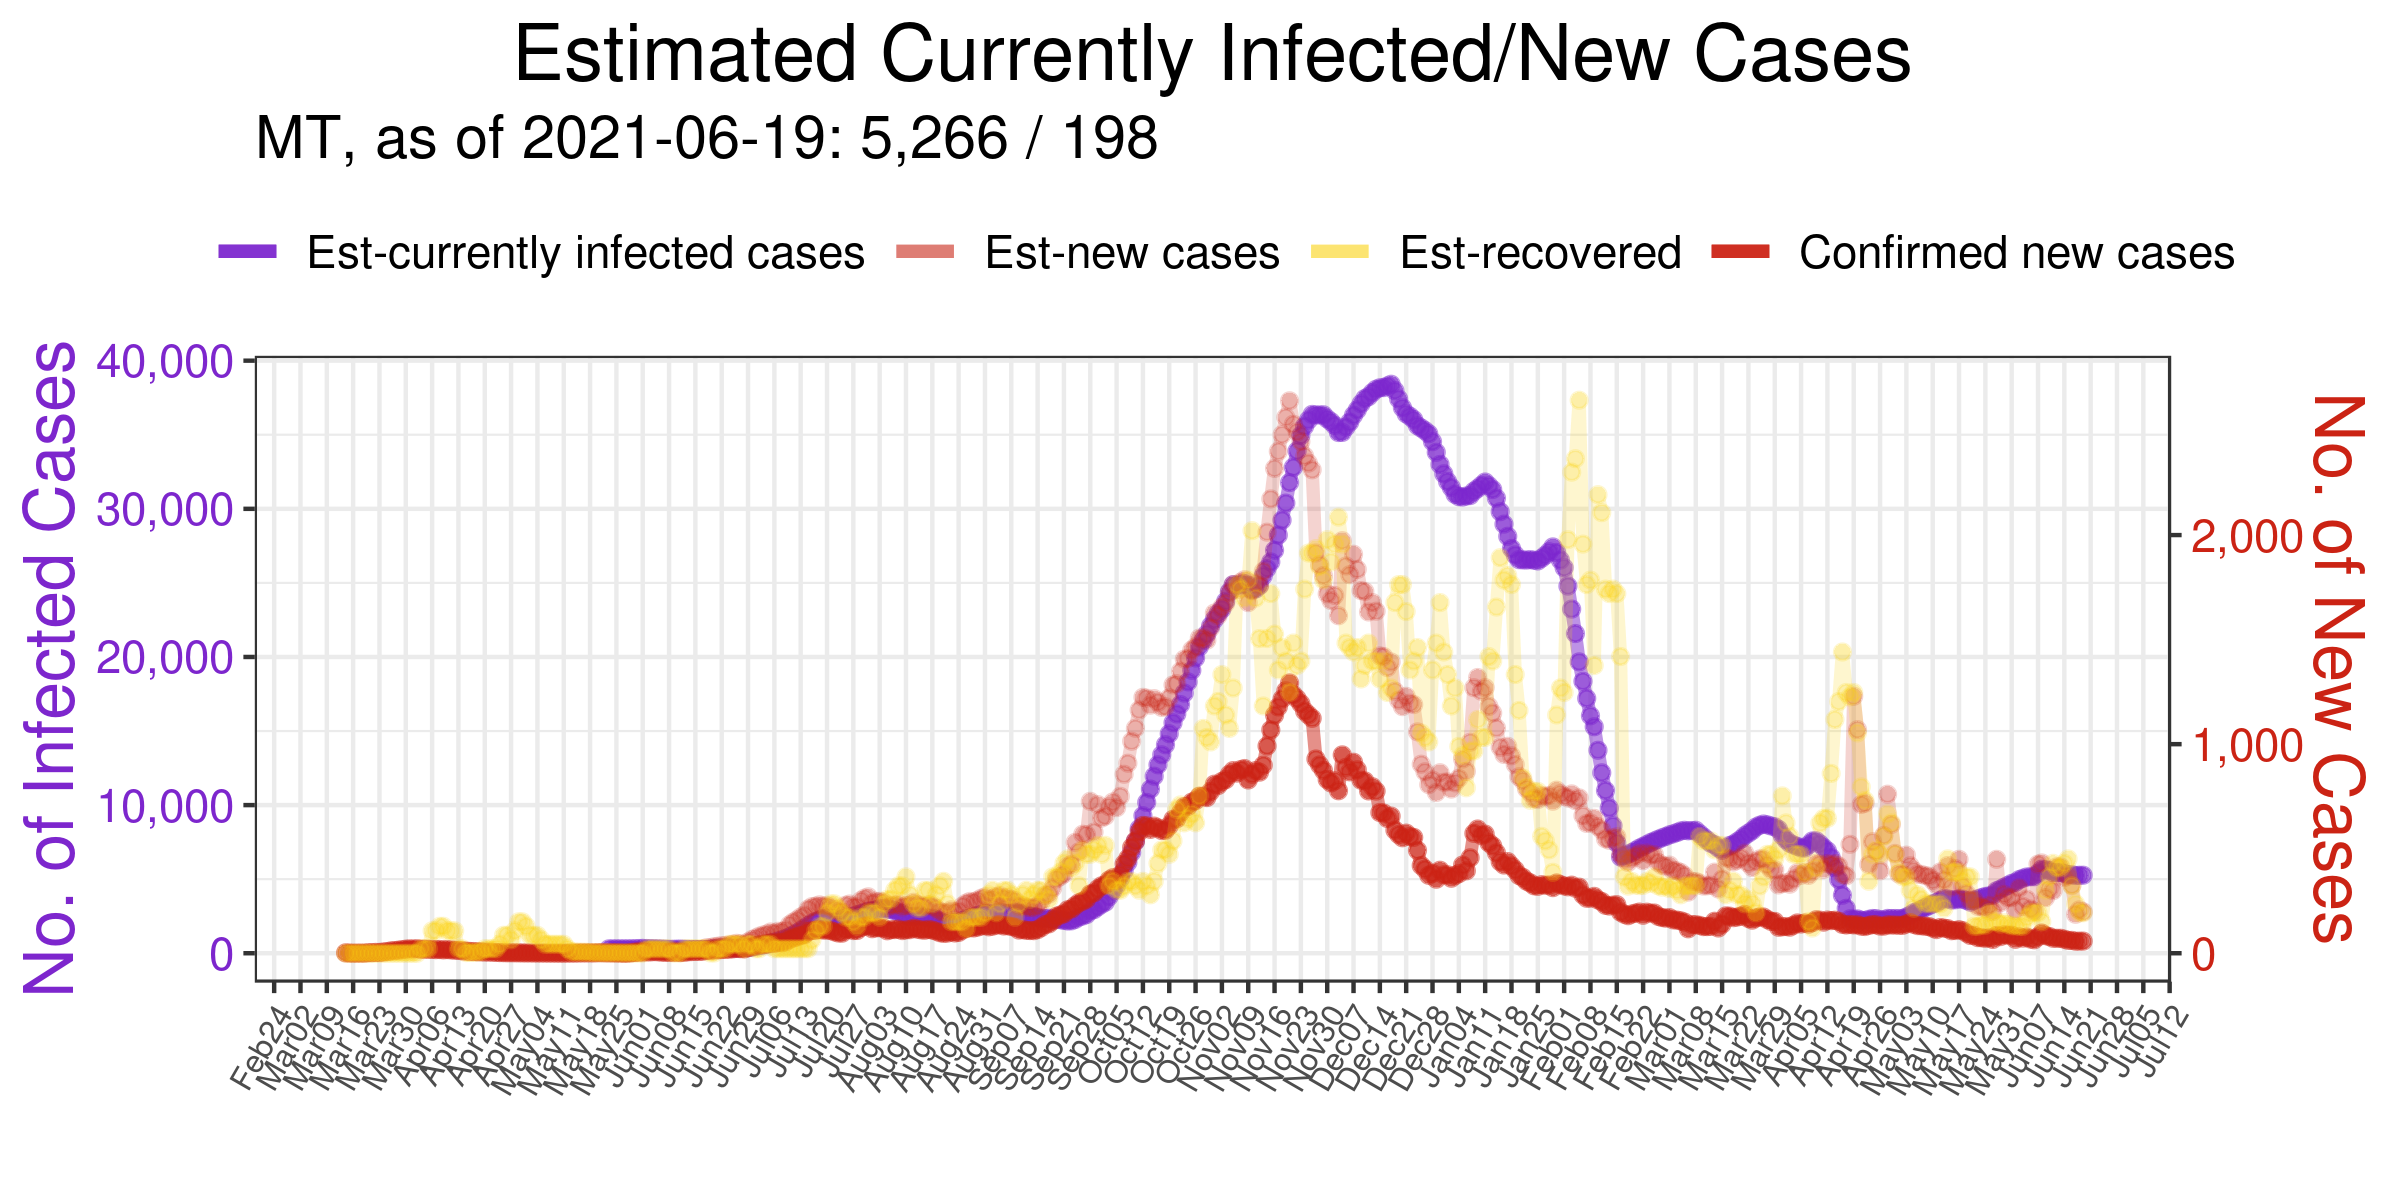 Estimated Currently Infected/New Cases
MT, as of 2021-06-19: 5,266 / 198
Est-currently infected cases
Est-new cases
Est-recovered
Confirmed new cases
No. of Infected Cases
40,000
30,000
20,000
10,000
0
2,000
1,000
0
No. of New Cases
Feb24
Mar02
Mar09
Mar16
Mar23
Mar30
Apr06
Apr13
Apr20
Apr27
May04
May11
May18
May25
Jun01
Jun08
Jun15
Jun22
Jun29
Jul06
Jul13
Jul20
Jul27
Aug03
Aug10
Aug17
Aug24
Aug31
Sep07
Sep14
Sep21
Sep28
Oct05
Oct12
Oct19
Oct26
Nov02
Nov09
Nov16
Nov23
Nov30
Dec07
Dec14
Dec21
Dec28
Jan04
Jan11
Jan18
Jan25
Feb01
Feb08
Feb15
Feb22
Mar01
Mar08
Mar15
Mar22
Mar29
Apr05
Apr12
Apr19
Apr26
May03
May10
May17
May24
May31
Jun07
Jun14
Jun21
Jun28
Jul05
Jul12